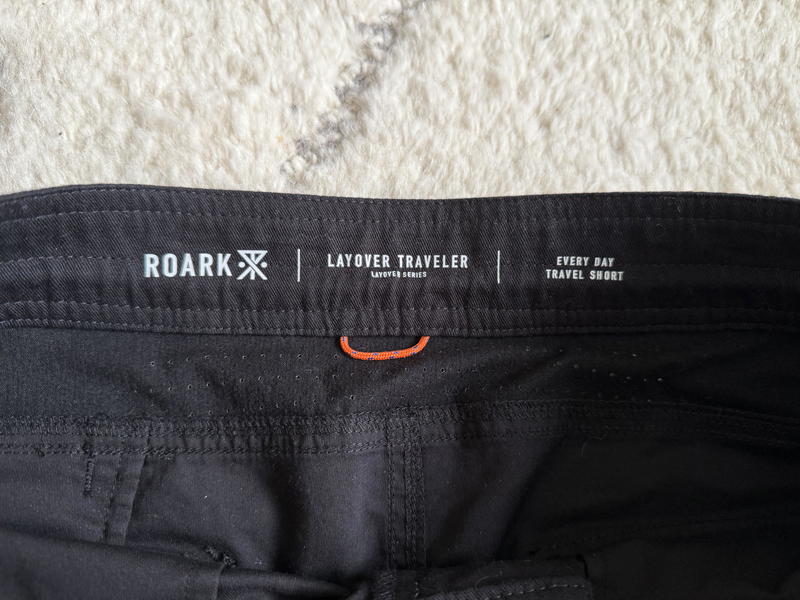 ROARK
LAYOVER TRAVELER
LAYOVER SERIES
EVERY DAY
TRAVEL SHORT